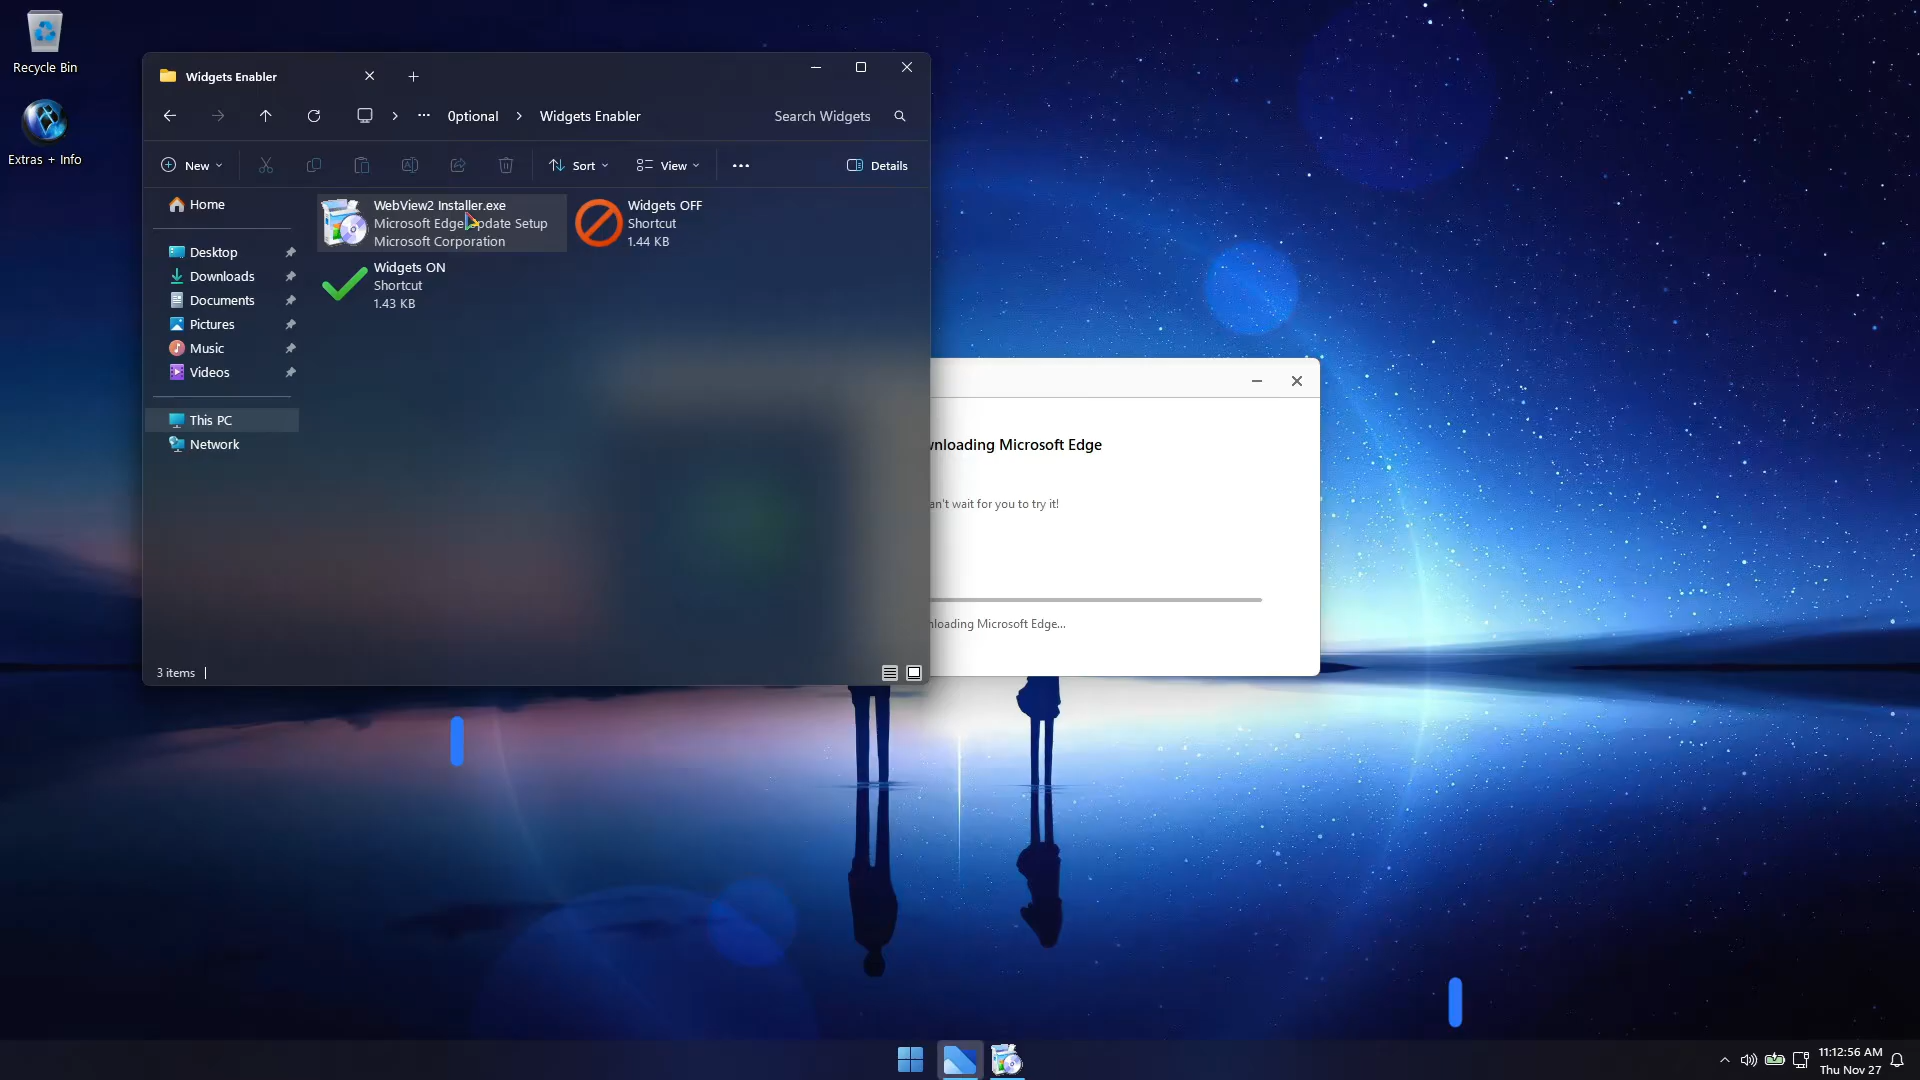 Recycle Bin
Extras + Info
Widgets Enabler
0ptional
Widgets Enabler
Search Widgets
New
Sort
View
Details
Home
Desktop
Downloads
Documents
Pictures
Music
Videos
This PC
Network
WebView2 Installer.exe
Microsoft Edge Update Setup
Microsoft Corporation
Widgets OFF
Shortcut
1.44 KB
Widgets ON
Shortcut
1.43 KB
3 items
wnloading Microsoft Edge
an't wait for you to try it!
nloading Microsoft Edge...
11:12:56 AM
Thu Nov 27